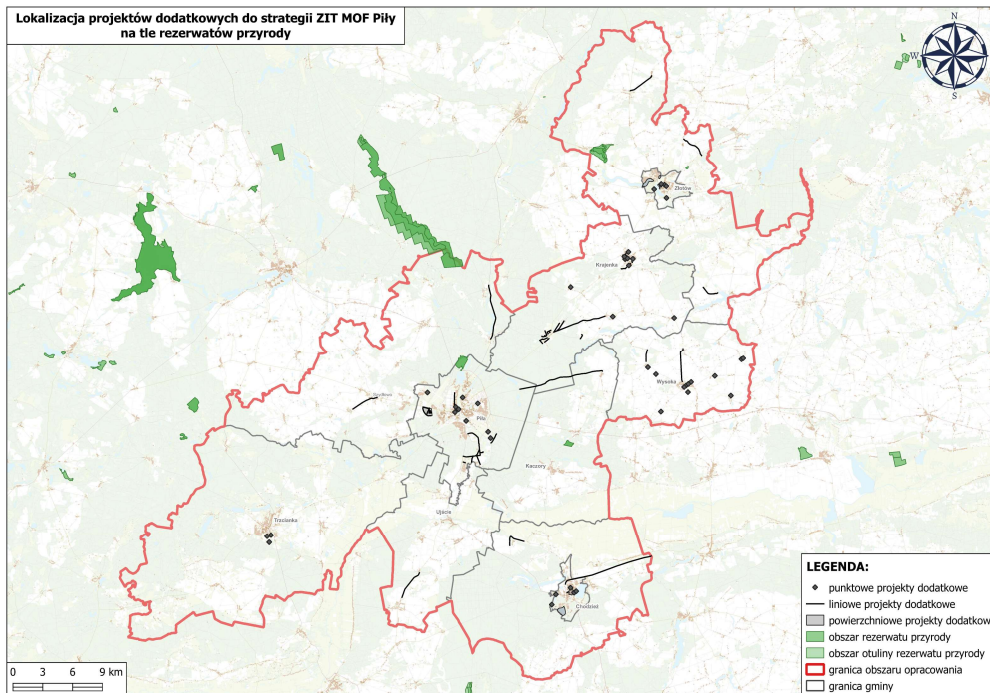 Lokalizacja projektów dodatkowych do strategii ZIT MOF Piły
na tle rezerwatów przyrody
N
W
S
Złotów
Krajenka
Wysoka
Piła
Kaczory
Ujście
Trzcianka
Chodzież
LEGENDA:
punktowe projekty dodatkowe
liniowe projekty dodatkowe
powierzchniowe projekty dodatkow
obszar rezerwatu przyrody
obszar otuliny rezerwatu przyrody
granica obszaru opracowania
granica gminy
0 3 6 9 km